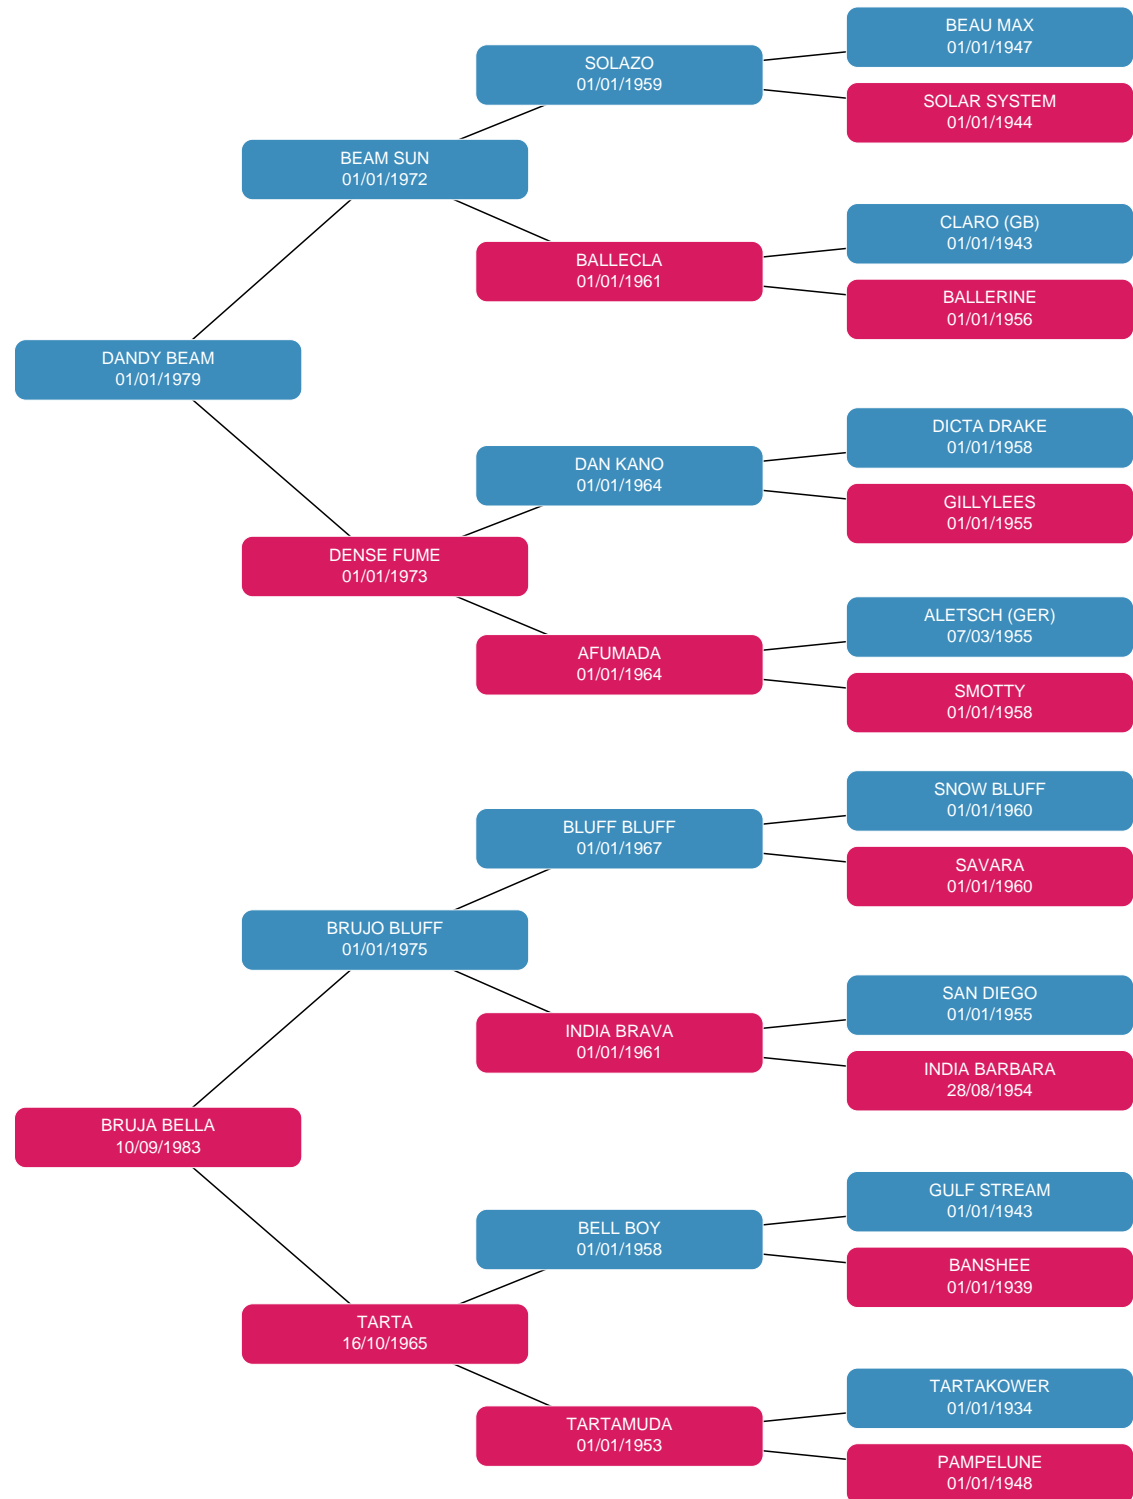 BEAU MAX
01/01/1947
SOLAZO
01/01/1959
SOLAR SYSTEM
01/01/1944
BEAM SUN
01/01/1972
CLARO (GB)
01/01/1943
BALLECLA
01/01/1961
BALLERINE
01/01/1956
DANDY BEAM
01/01/1979
DICTA DRAKE
01/01/1958
DAN KANO
01/01/1964
GILLYLEES
01/01/1955
DENSE FUME
01/01/1973
ALETSCH (GER)
07/03/1955
AFUMADA
01/01/1964
SMOTTY
01/01/1958
SNOW BLUFF
01/01/1960
BLUFF BLUFF
01/01/1967
SAVARA
01/01/1960
BRUJO BLUFF
01/01/1975
SAN DIEGO
01/01/1955
INDIA BRAVA
01/01/1961
INDIA BARBARA
28/08/1954
BRUJA BELLA
10/09/1983
GULF STREAM
01/01/1943
BELL BOY
01/01/1958
BANSHEE
01/01/1939
TARTA
16/10/1965
TARTAKOWER
01/01/1934
TARTAMUDA
01/01/1953
PAMPELUNE
01/01/1948